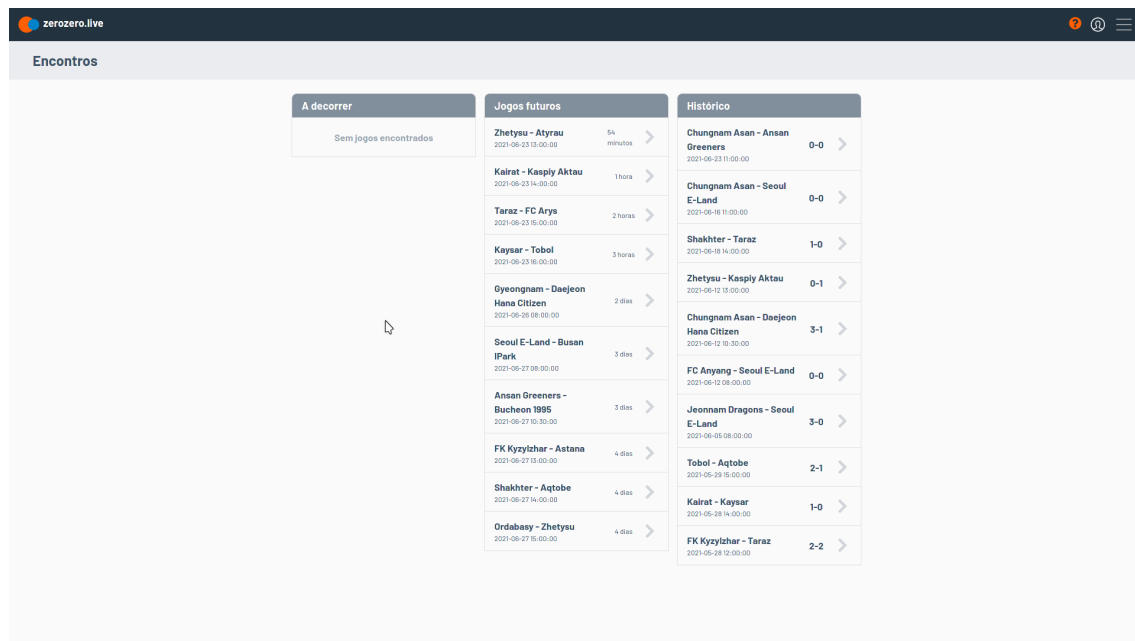 zerozero.live
?
Encontros
A decorrer
Sem jogos encontrados
Jogos futuros
Zhetysu - Atyrau
2021-06-23 13:00:00
54
minutos
Kairat - Kaspiy Aktau
2021-06-23 14:00:00
1 hora
Taraz - FC Arys
2021-06-23 15:00:00
2 horas
Kaysar - Tobol
2021-06-23 16:00:00
3 horas
Gyeongnam - Daejeon
Hana Citizen
2021-06-26 08:00:00
2 dias
Seoul E-Land - Busan
IPark
2021-06-27 08:00:00
3 dias
Ansan Greeners -
Bucheon 1995
2021-06-27 10:30:00
3 dias
FK Kyzylzhar - Astana
2021-06-27 13:00:00
4 dias
Shakhter - Aqtobe
2021-06-27 14:00:00
4 dias
Ordabasy - Zhetysu
2021-06-27 15:00:00
4 dias
Histórico
Chungnam Asan - Ansan
Greeners
2021-06-23 11:00:00
0-0
Chungnam Asan - Seoul
E-Land
2021-06-16 11:00:00
0-0
Shakhter - Taraz
2021-06-18 14:00:00
1-0
Zhetysu - Kaspiy Aktau
2021-06-12 13:00:00
0-1
Chungnam Asan - Daejeon
Hana Citizen
2021-06-12 10:30:00
3-1
FC Anyang - Seoul E-Land
2021-06-12 08:00:00
0-0
Jeonnam Dragons - Seoul
E-Land
2021-06-05 08:00:00
3-0
Tobol - Aqtobe
2021-05-29 15:00:00
2-1
Kairat - Kaysar
2021-05-28 14:00:00
1-0
FK Kyzylzhar - Taraz
2021-05-28 12:00:00
2-2